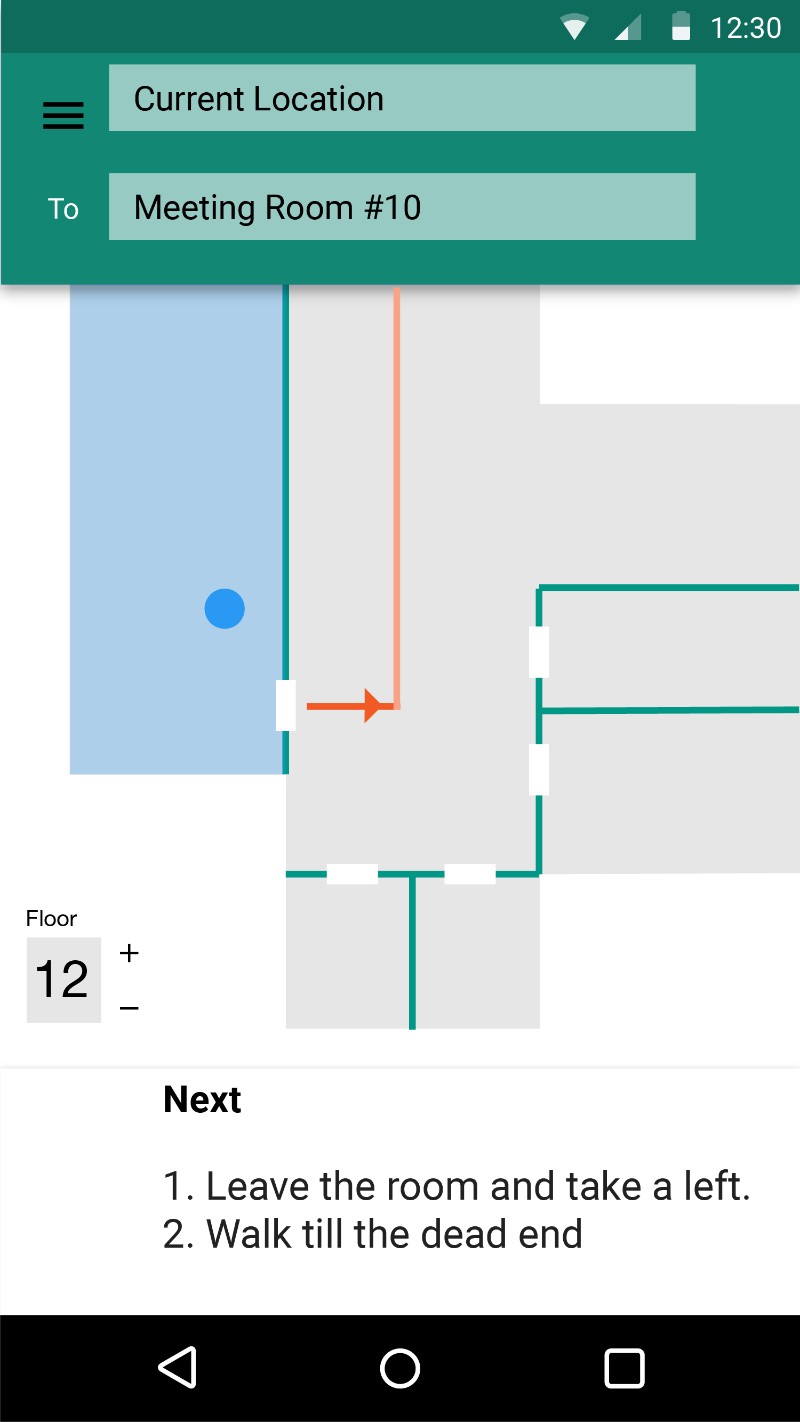 12:30
Current Location
To
Meeting Room #10
Floor
12
+
−
Next
1. Leave the room and take a left.
2. Walk till the dead end